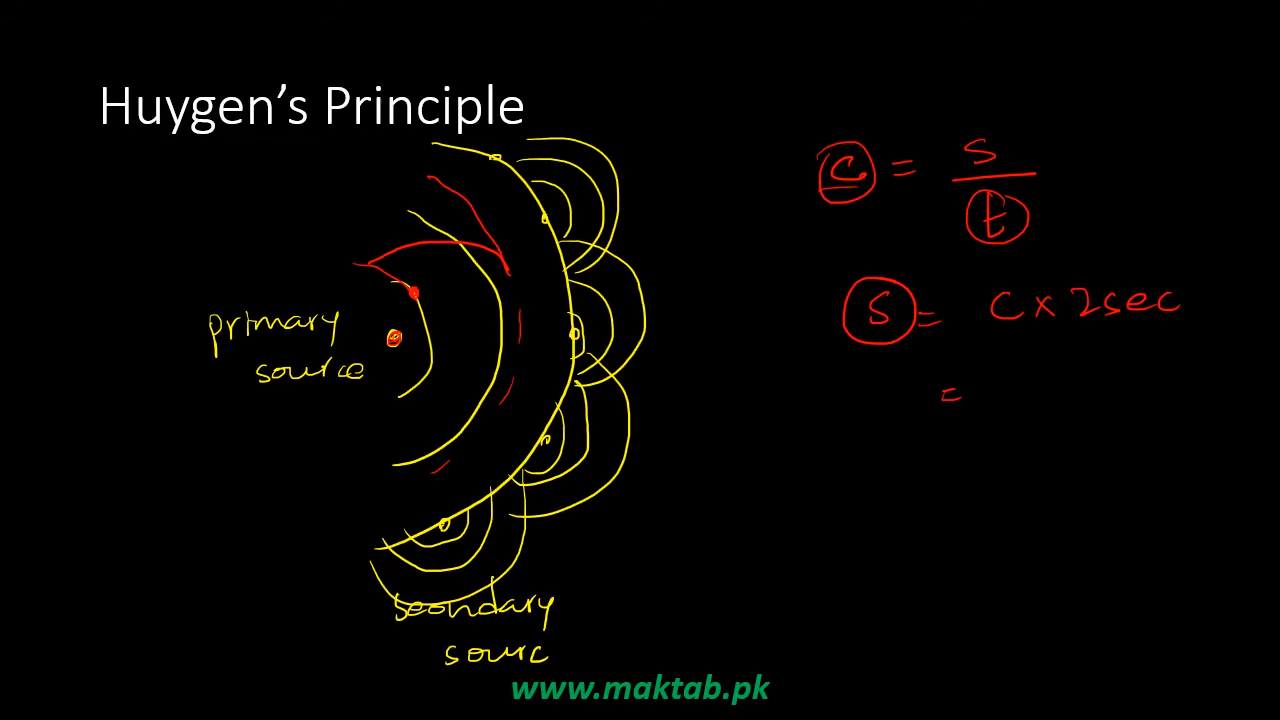 Huygen's Principle
primary
source
secondary
sourc
c = s / t
s = c x 2sec
=
www.maktab.pk